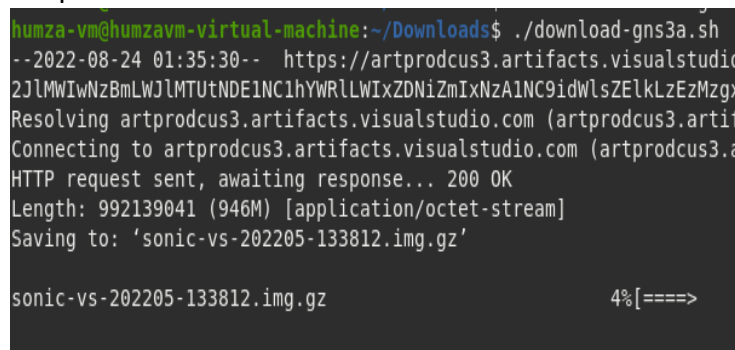 humza-vm@humzavm-virtual-machine:~/Downloads$ ./download-gns3a.sh
--2022-08-24 01:35:30-- https://artprodcus3.artifacts.visualstudio
2JlMWIwNzBmLWJlMTUtNDE1NC1hYWRlLWIxZDNiZmIxNzA1NC9idWlsZElkLzEzMzgx
Resolving artprodcus3.artifacts.visualstudio.com (artprodcus3.artif
Connecting to artprodcus3.artifacts.visualstudio.com (artprodcus3.a
HTTP request sent, awaiting response... 200 OK
Length: 992139041 (946M) [application/octet-stream]
Saving to: ‘sonic-vs-202205-133812.img.gz’
sonic-vs-202205-133812.img.gz 4%[====>